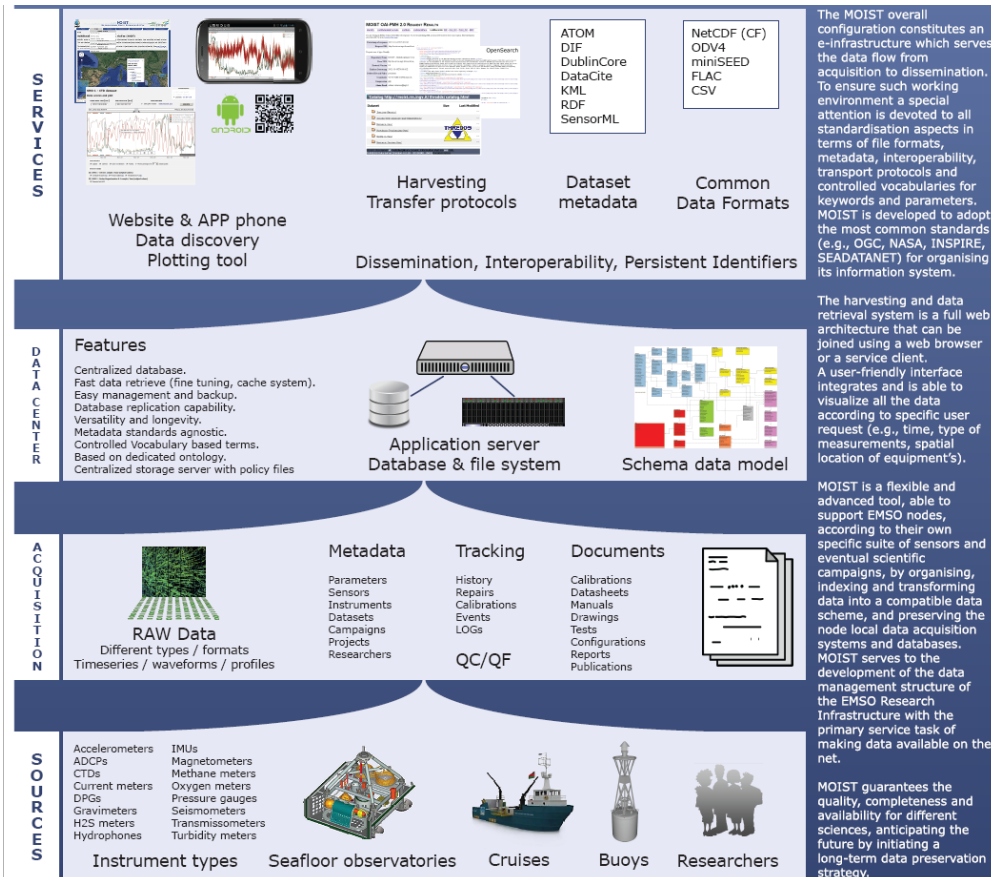 SERVICES
ANDROID
Website & APP phone
Data discovery
Plotting tool
MOIST OAI-PMH 2.0 REQUEST RESULTS
OpenSearch
THREDDS
Harvesting
Transfer protocols
ATOM
DIF
DublinCore
DataCite
KML
RDF
SensorML
Dataset
metadata
NetCDF (CF)
ODV4
miniSEED
FLAC
CSV
Common
Data Formats
Dissemination, Interoperability, Persistent Identifiers
DATA CENTER
Features
Centralized database.
Fast data retrieve (fine tuning, cache system).
Easy management and backup.
Database replication capability.
Versatility and longevity.
Metadata standards agnostic.
Controlled Vocabulary based terms.
Based on dedicated ontology.
Centralized storage server with policy files
Application server
Database & file system
Schema data model
ACQUISITION
RAW Data
Different types / formats
Timeseries / waveforms / profiles
Metadata
Parameters
Sensors
Instruments
Datasets
Campaigns
Projects
Researchers
Tracking
History
Repairs
Calibrations
Events
LOGs
QC/QF
Documents
Calibrations
Datasheets
Manuals
Drawings
Tests
Configurations
Reports
Publications
SOURCES
Accelerometers
ADCPs
CTDs
Current meters
DPGs
Gravimeters
H2S meters
Hydrophones
IMUs
Magnetometers
Methane meters
Oxygen meters
Pressure gauges
Seismometers
Transmissometers
Turbidity meters
Instrument types
Seafloor observatories
Cruises
Buoys
Researchers
The MOIST overall
configuration constitutes an
e-infrastructure which serves
the data flow from
acquisition to dissemination.
To ensure such working
environment a special
attention is devoted to all
standardisation aspects in
terms of file formats,
metadata, interoperability,
transport protocols and
controlled vocabularies for
keywords and parameters.
MOIST is developed to adopt
the most common standards
(e.g., OGC, NASA, INSPIRE,
SEADATANET) for organising
its information system.
The harvesting and data
retrieval system is a full web
architecture that can be
joined using a web browser
or a service client.
A user-friendly interface
integrates and is able to
visualize all the data
according to specific user
request (e.g., time, type of
measurements, spatial
location of equipment's).
MOIST is a flexible and
advanced tool, able to
support EMSO nodes,
according to their own
specific suite of sensors and
eventual scientific
campaigns, by organising,
indexing and transforming
data into a compatible data
scheme, and preserving the
node local data acquisition
systems and databases.
MOIST serves to the
development of the data
management structure of
the EMSO Research
Infrastructure with the
primary service task of
making data available on the
net.
MOIST guarantees the
quality, completeness and
availability for different
sciences, anticipating the
future by initiating a
long-term data preservation
strategy.